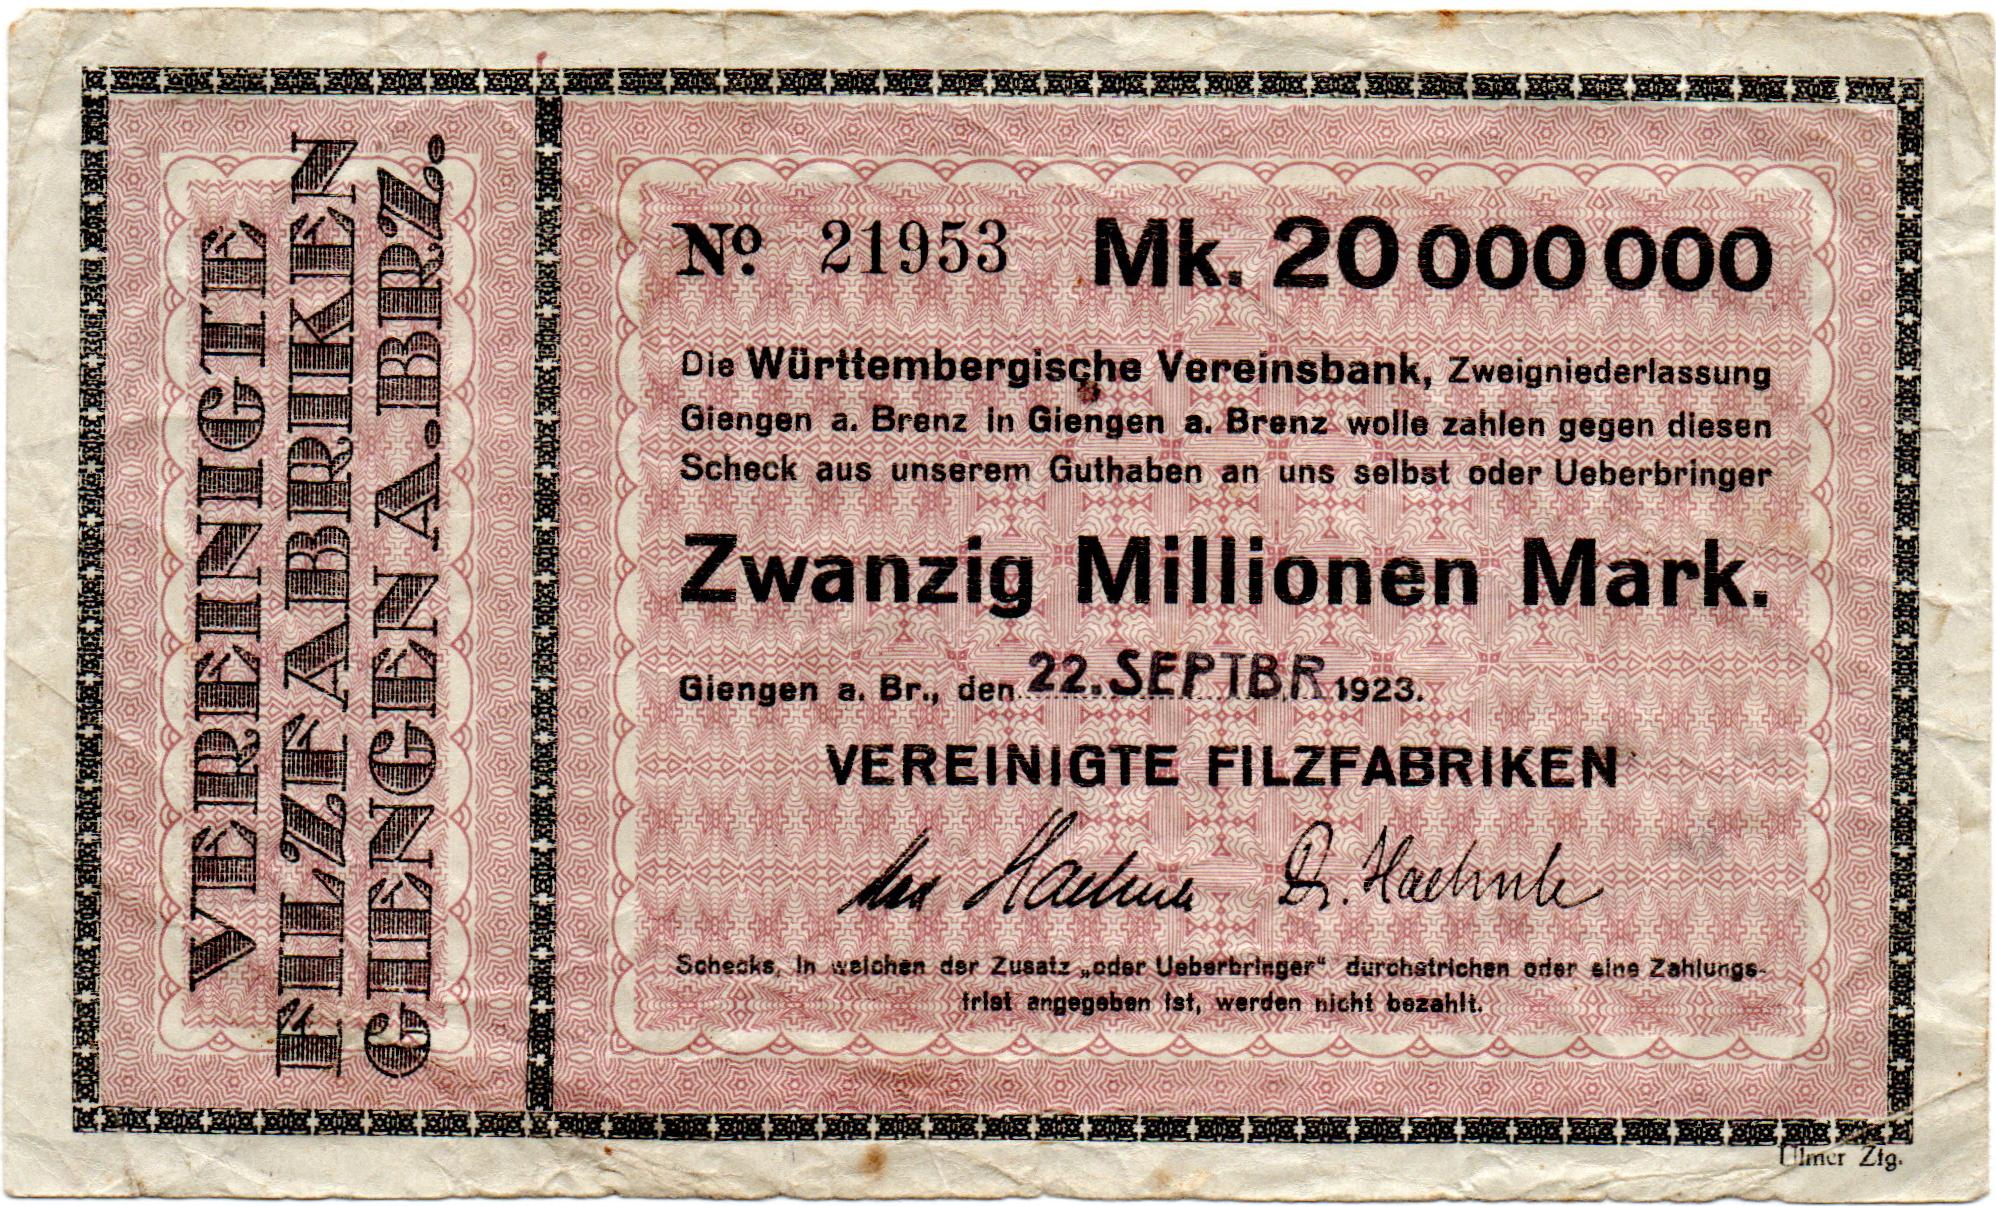 VEREINIGTE
FILZFABRIKEN
GIENGEN A. BRZ.
No. 21953 Mk. 20 000 000
Die Württembergische Vereinsbank, Zweigniederlassung
Giengen a. Brenz in Giengen a. Brenz wolle zahlen gegen diesen
Scheck aus unserem Guthaben an uns selbst oder Ueberbringer
Zwanzig Millionen Mark.
Giengen a. Br., den 22. SEPTBR 1923.
VEREINIGTE FILZFABRIKEN
Haehnle Dr. Haehnle
Schecks, in welchen der Zusatz „oder Ueberbringer“ durchstrichen oder eine Zahlungs-
frist angegeben ist, werden nicht bezahlt.
Ulmer Ztg.